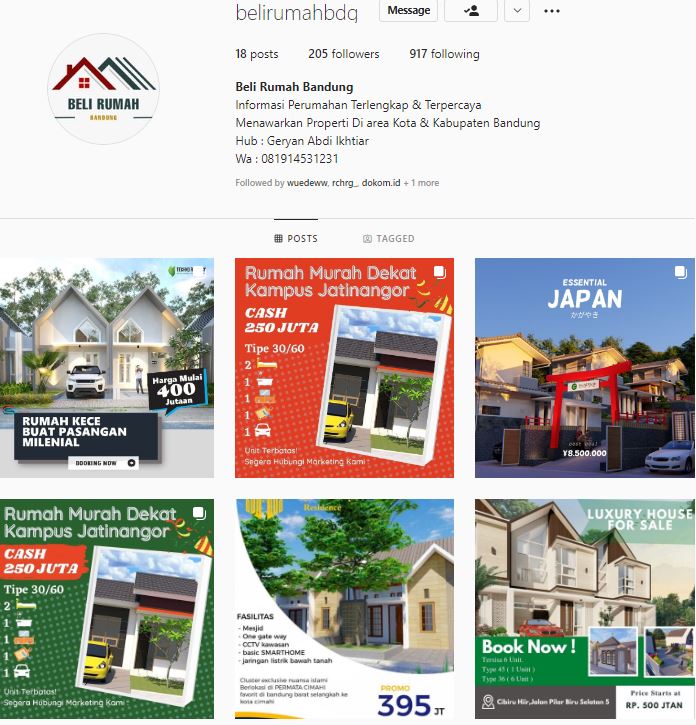 belirumahbdq
Message
18 posts 205 followers 917 following
BELI RUMAH
BANDUNG
Beli Rumah Bandung
Informasi Perumahan Terlengkap & Terpercaya
Menawarkan Properti Di area Kota & Kabupaten Bandung
Hub : Geryan Abdi Ikhtiar
Wa : 081914531231
Followed by wuedeww, rchrg_, dokom.id + 1 more
POSTS
TAGGED
Harga Mulai
400
Jutaan
RUMAH KECE
BUAT PASANGAN
MILENIAL
BOOKING NOW
Rumah Murah Dekat
Kampus Jatinangor
CASH
250 JUTA
Tipe 30/60
2
1
1
1
1
Unit Terbatas!
Segera Hubungi Marketing Kami
ESSENTIAL
JAPAN
かがやき
¥8.500.000
Rumah Murah Dekat
Kampus Jatinangor
CASH
250 JUTA
Tipe 30/60
2
1
1
1
1
Unit Terbatas!
Segera Hubungi Marketing Kami
Residence
FASILITAS
- Mesjid
- One gate way
- CCTV kawasan
- basic SMARTHOME
- jaringan listrik bawah tanah
Cluster exclusive nuansa islami
Berlokasi di PERMATA CIMAHI
favorit di bandung barat selangkah ke
kota cimahi
PROMO
395 JT
LUXURY HOUSE
FOR SALE
Book Now !
Tersisa 6 Unit.
Type 45 ( 1 Unit )
Type 36 ( 6 Unit )
Cibiru Hilir,Jalan Pilar Biru Selatan 5
Price Starts at
RP. 500 JTAN